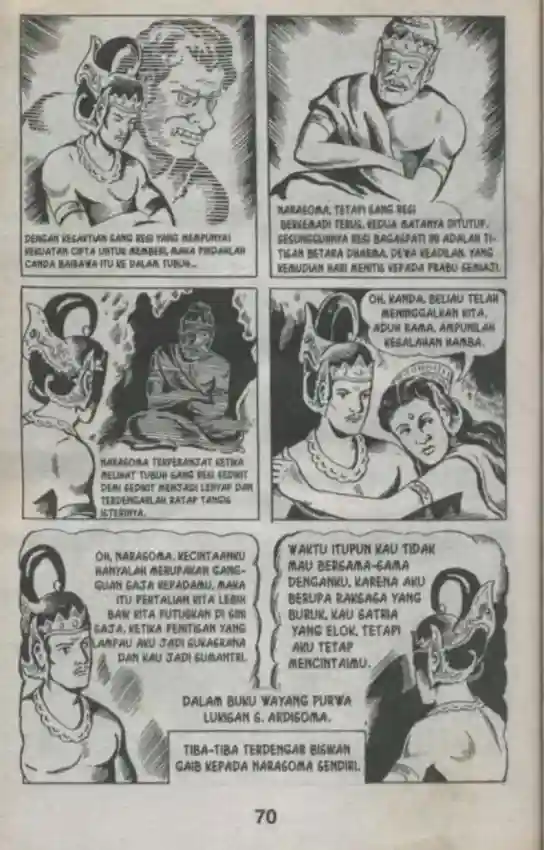 DENGAN KESAKTIAN SANG RESI YANG MEMPUNYAI
KEKUATAN CIPTA UNTUK MEMBERI, MAKA PINDAHLAH
CANDA BAIRAWA ITU KE DALAM TUBUH...
NARASOMA, TETAPI SANG RESI
BERSEMADI TERUS, KEDUA MATANYA DITUTUP.
SESUNGGUHNYA RESI BAGASPATI INI ADALAH TI-
TISAN BETARA DHARMA, DEWA KEADILAN, YANG
KEMUDIAN HARI MENITIS KEPADA PRABU SEMIAJI.
NARASOMA TERPERANJAT KETIKA
MELIHAT TUBUH SANG RESI SEDIKIT
DEMI SEDIKIT MENJADI LENYAP DAN
TERDENGARLAH RATAP TANGIS
ISTERINYA.
OH, KANDA, BELIAU TELAH
MENINGGALKAN KITA,
ADUH RAMA, AMPUNILAH
KESALAHAN HAMBA.
OH, NARASOMA, KECINTAANKU
HANYALAH MERUPAKAN GANG-
GUAN SAJA KEPADAMU, MAKA
ITU PERTALIAN KITA LEBIH
BAIK KITA PUTUSKAN DI SINI
SAJA. KETIKA PENITISAN YANG
LAMPAU AKU JADI SUKASRANA
DAN KAU JADI SUMANTRI.
WAKTU ITUPUN KAU TIDAK
MAU BERSAMA-SAMA
DENGANKU, KARENA AKU
BERUPA RAKSASA YANG
BURUK, KAU SATRIA
YANG ELOK, TETAPI
AKU TETAP
MENCINTAIMU.
DALAM BUKU WAYANG PURWA
LUKISAN S. ARDISOMA.
TIBA-TIBA TERDENGAR BISIKAN
GAIB KEPADA NARASOMA SENDIRI.
70